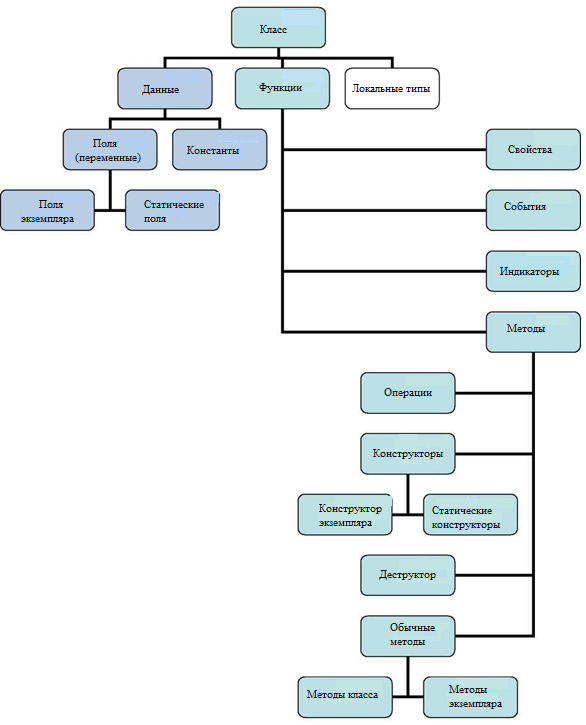 Класс
Данные
Функции
Локальные типы
Поля
(переменные)
Константы
Свойства
Поля
экземпляра
Статические
поля
События
Индикаторы
Методы
Операции
Конструкторы
Конструктор
экземпляра
Статические
конструкторы
Деструктор
Обычные
методы
Методы класса
Методы
экземпляра